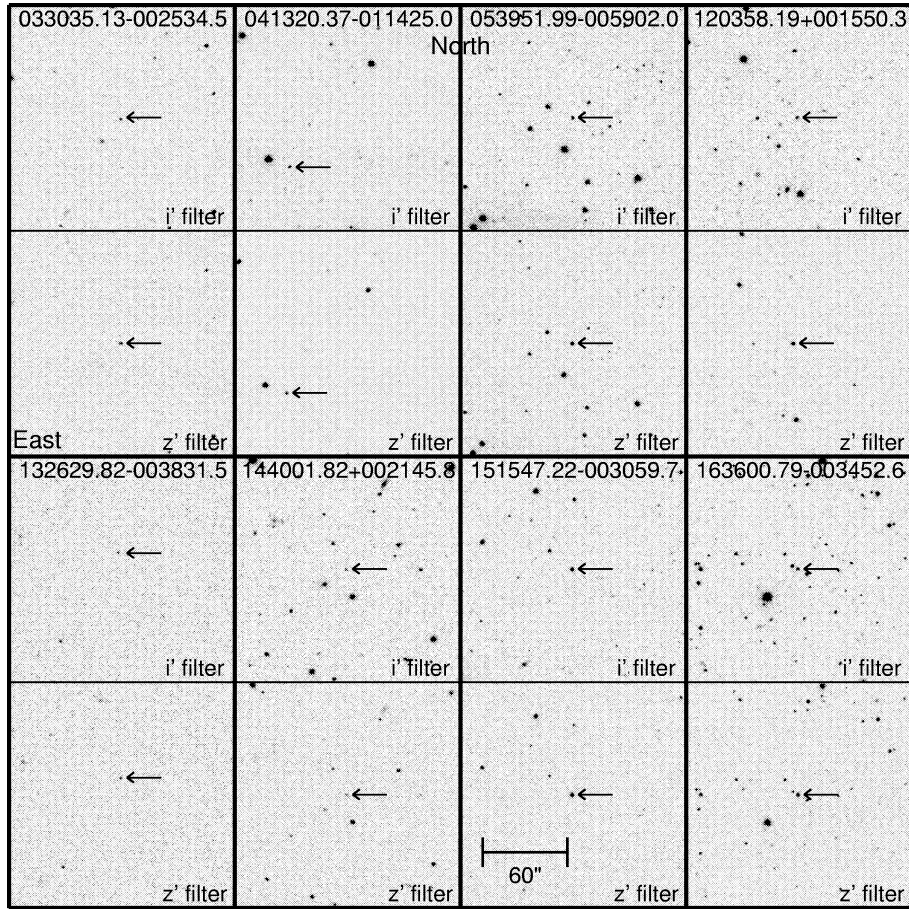 033035.13-002534.5 041320.37-011425.0 053951.99-005902.0 120358.19+001550.3
North
i' filter i' filter i' filter i' filter
East
z' filter z' filter z' filter z' filter
132629.82-003831.5 144001.82+002145.8 151547.22-003059.7 163600.79-003452.6
i' filter i' filter i' filter i' filter
60"
z' filter z' filter z' filter z' filter